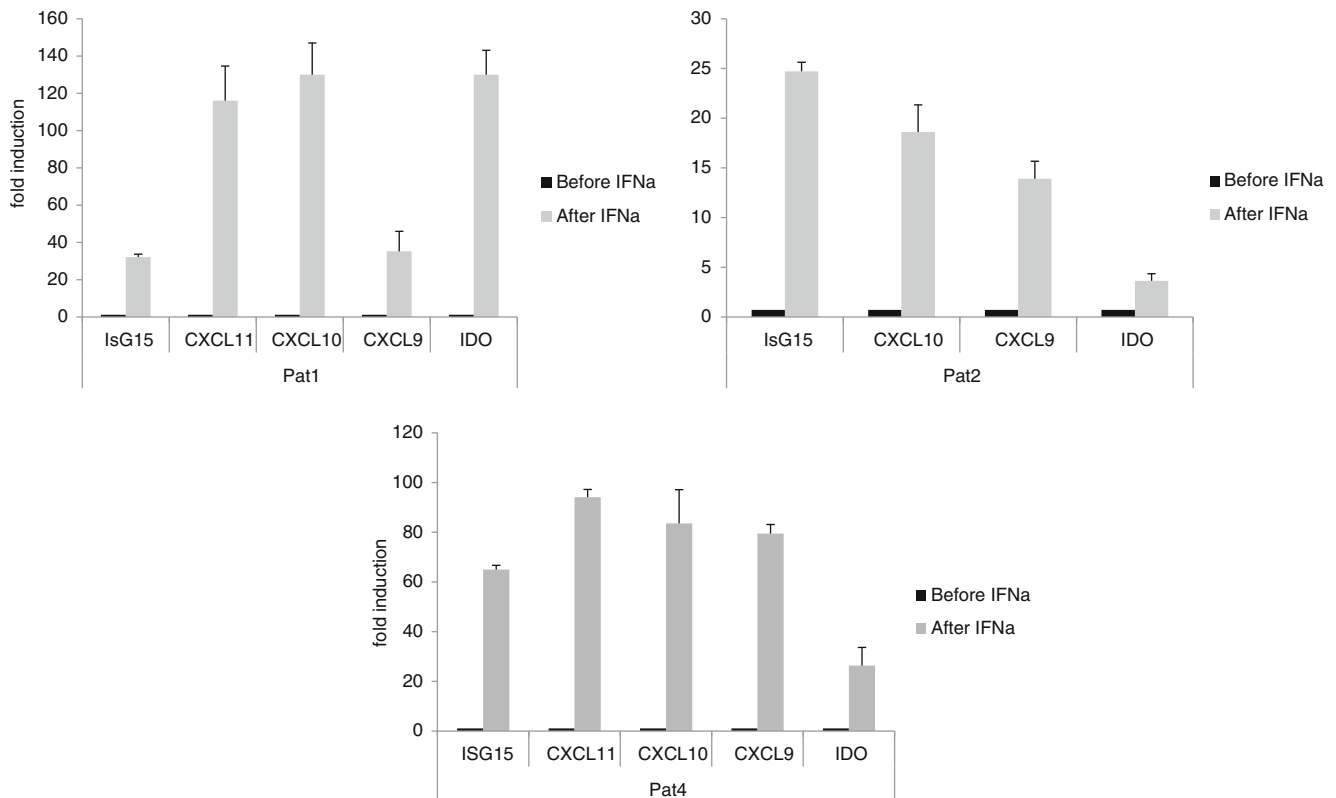 160
140
120
100
80
60
40
20
0
fold induction
IsG15 CXCL11 CXCL10 CXCL9 IDO
Pat1
Before IFNa
After IFNa
30
25
20
15
10
5
0
IsG15 CXCL10 CXCL9 IDO
Pat2
Before IFNa
After IFNa
120
100
80
60
40
20
0
fold induction
ISG15 CXCL11 CXCL10 CXCL9 IDO
Pat4
Before IFNa
After IFNa